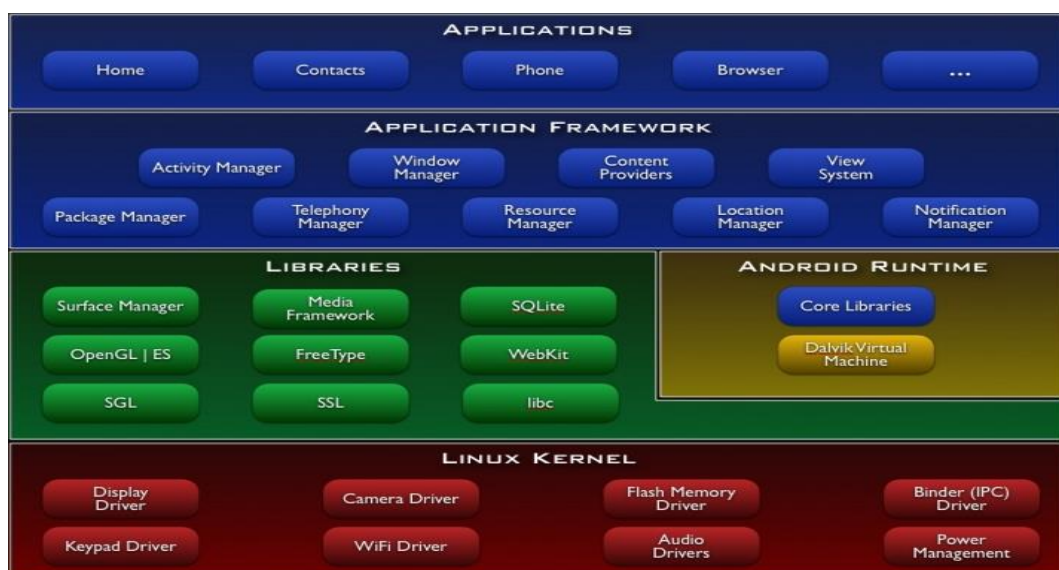 APPLICATIONS
Home
Contacts
Phone
Browser
...
APPLICATION FRAMEWORK
Activity Manager
Window
Manager
Content
Providers
View
System
Package Manager
Telephony
Manager
Resource
Manager
Location
Manager
Notification
Manager
LIBRARIES
Surface Manager
Media
Framework
SQLite
OpenGL | ES
FreeType
WebKit
SGL
SSL
libc
ANDROID RUNTIME
Core Libraries
Dalvik Virtual
Machine
LINUX KERNEL
Display
Driver
Camera Driver
Flash Memory
Driver
Binder (IPC)
Driver
Keypad Driver
WiFi Driver
Audio
Drivers
Power
Management